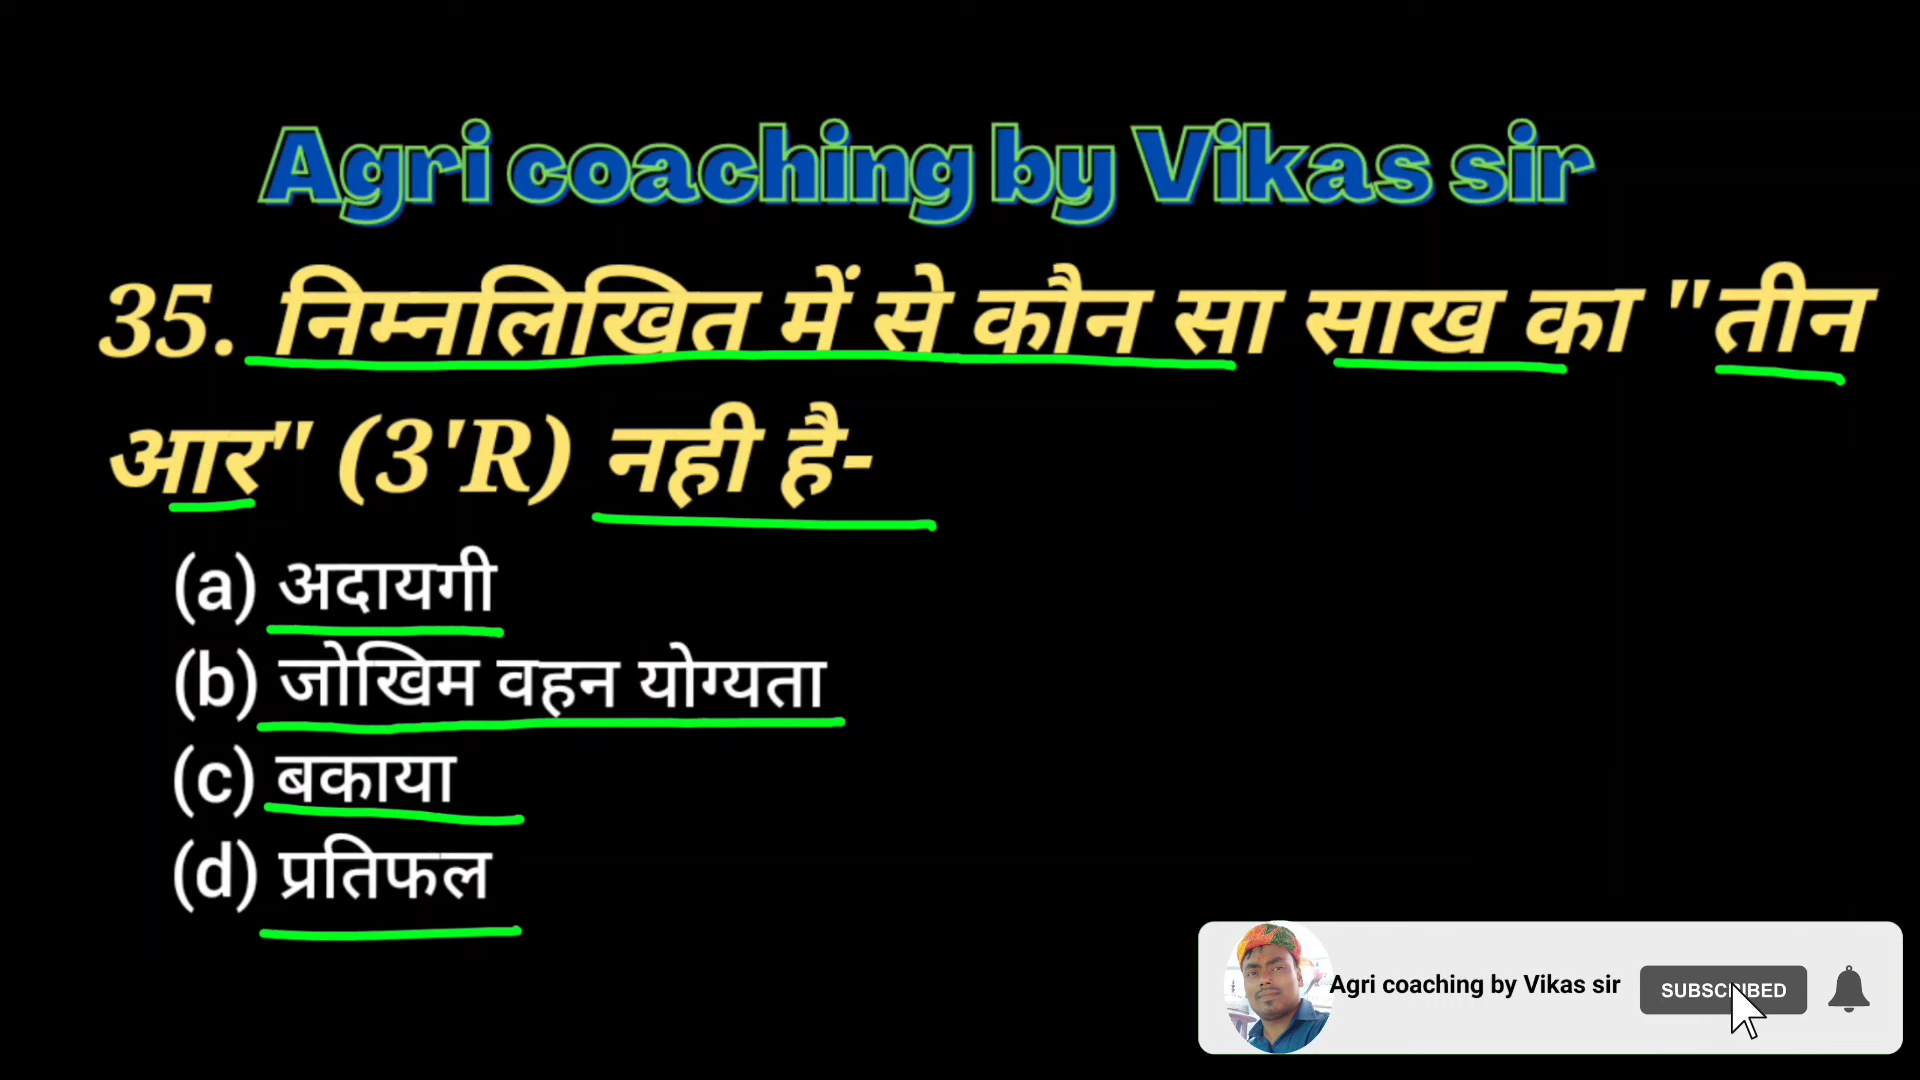 Agri coaching by Vikas sir
35. निम्नलिखित में से कौन सा साख का "तीन
आर" (3'R) नही है-
(a) अदायगी
(b) जोखिम वहन योग्यता
(c) बकाया
(d) प्रतिफल
Agri coaching by Vikas sir SUBSCRIBED